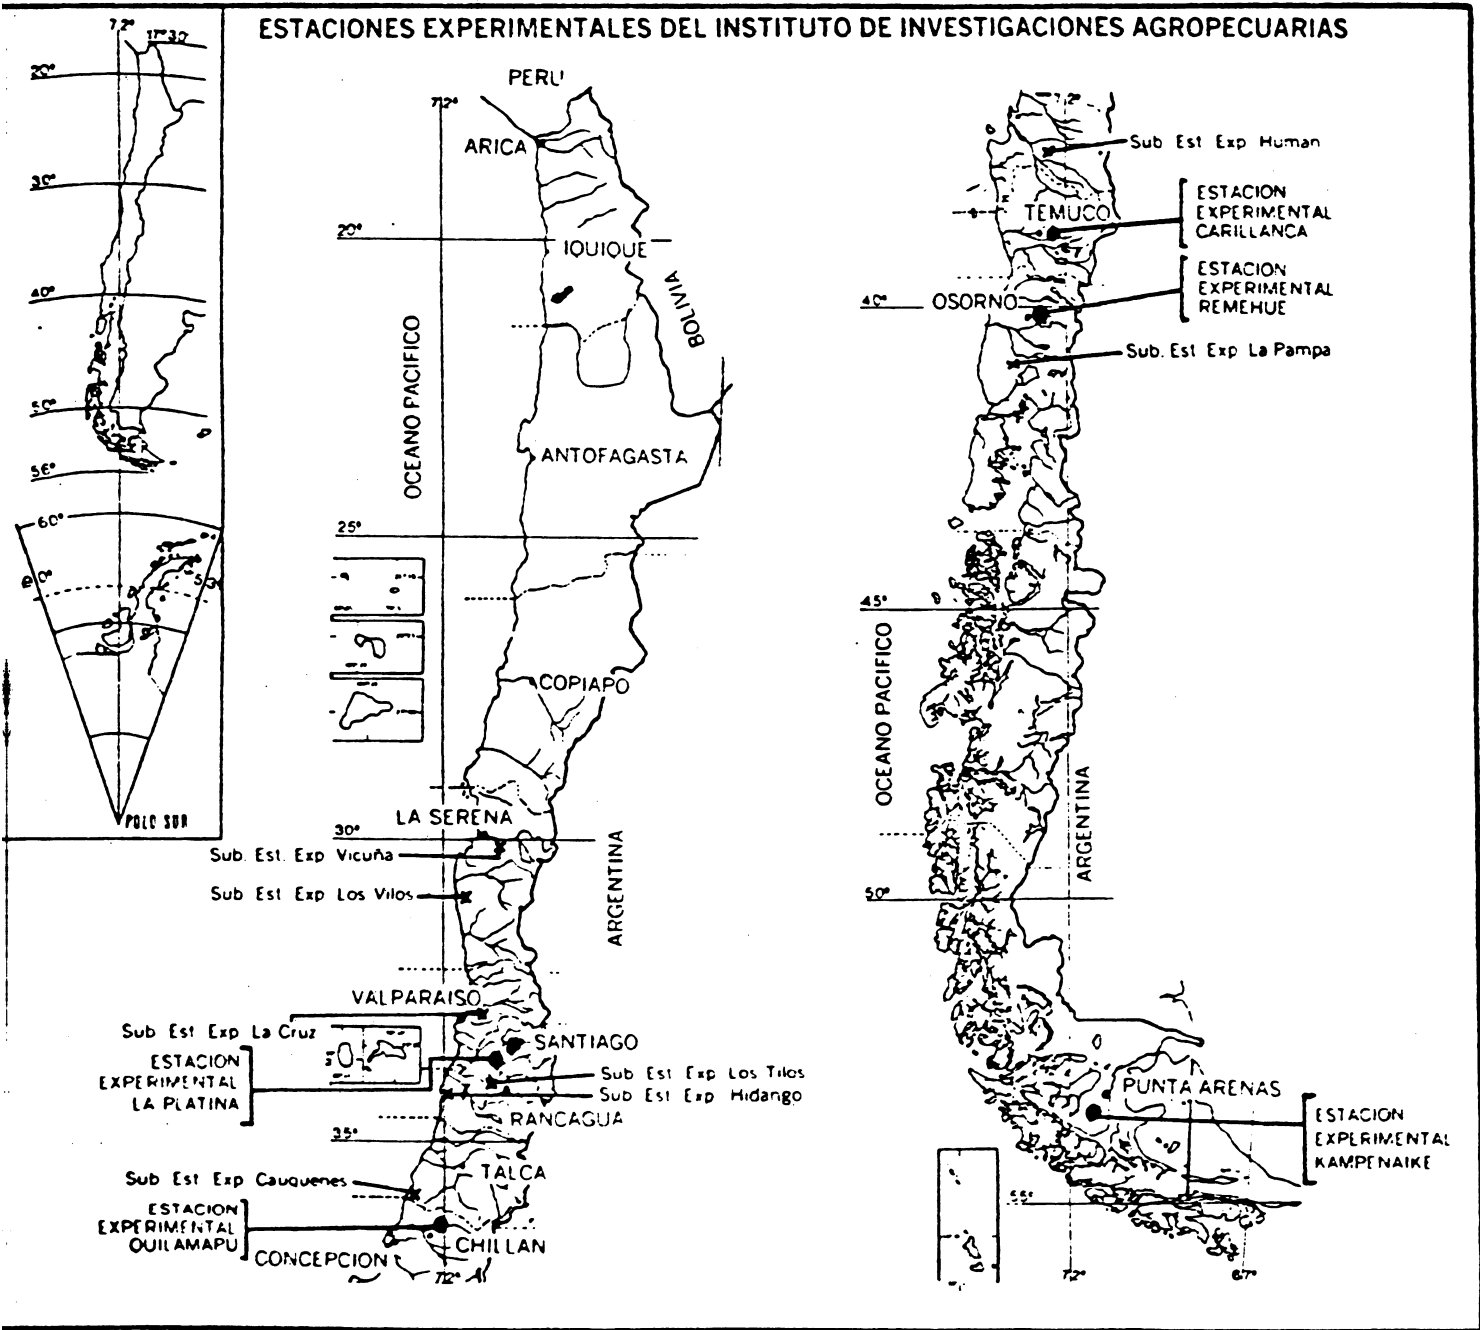 ESTACIONES EXPERIMENTALES DEL INSTITUTO DE INVESTIGACIONES AGROPECUARIAS
72°
17° 30'
20°
30°
40°
50°
56°
60°
POLO SUR
PERU
72°
ARICA
20°
IQUIQUE
BOLIVIA
OCEANO PACIFICO
ANTOFAGASTA
25°
COPIAPO
LA SERENA
30°
Sub. Est. Exp Vicuña
Sub Est Exp Los Vilos
ARGENTINA
VALPARAISO
Sub Est Exp La Cruz
SANTIAGO
ESTACION
EXPERIMENTAL
LA PLATINA
Sub Est Exp Los Tilos
Sub Est Exp Hidango
RANCAGUA
35°
TALCA
Sub Est Exp Cauquenes
ESTACION
EXPERIMENTAL
QUILAMAPU
CHILLAN
CONCEPCION
72°
72°
Sub Est Exp Human
TEMUCO
ESTACION
EXPERIMENTAL
CARILLANCA
ESTACION
EXPERIMENTAL
REMEHUE
40°
OSORNO
Sub. Est Exp La Pampa
45°
OCEANO PACIFICO
ARGENTINA
50°
PUNTA ARENAS
ESTACION
EXPERIMENTAL
KAMPENAIKE
55°
72°
67°